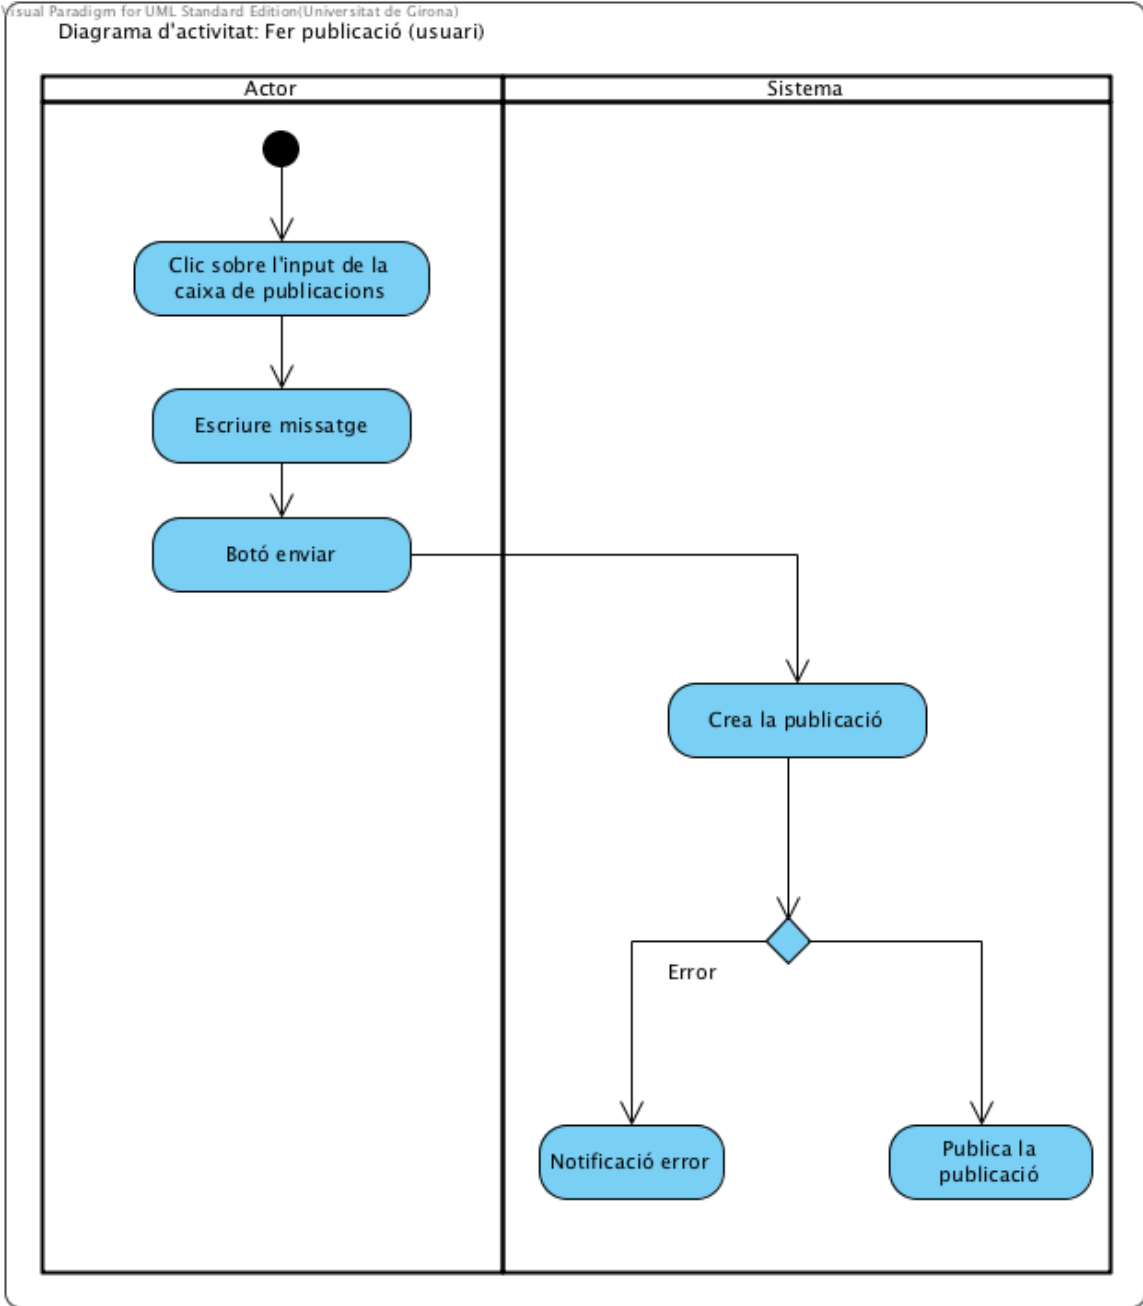 Visual Paradigm for UML Standard Edition(Universitat de Girona)
Diagrama d'activitat: Fer publicació (usuari)
Actor
Sistema
Clic sobre l'input de la
caixa de publicacions
Escriure missatge
Botó enviar
Crea la publicació
Error
Notificació error
Publica la
publicació